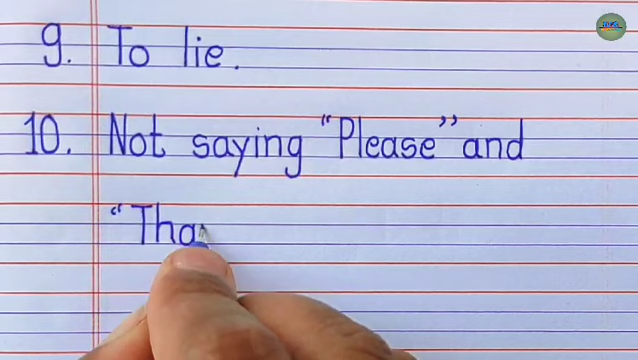 9. To lie.
10. Not saying "Please" and
"Tha